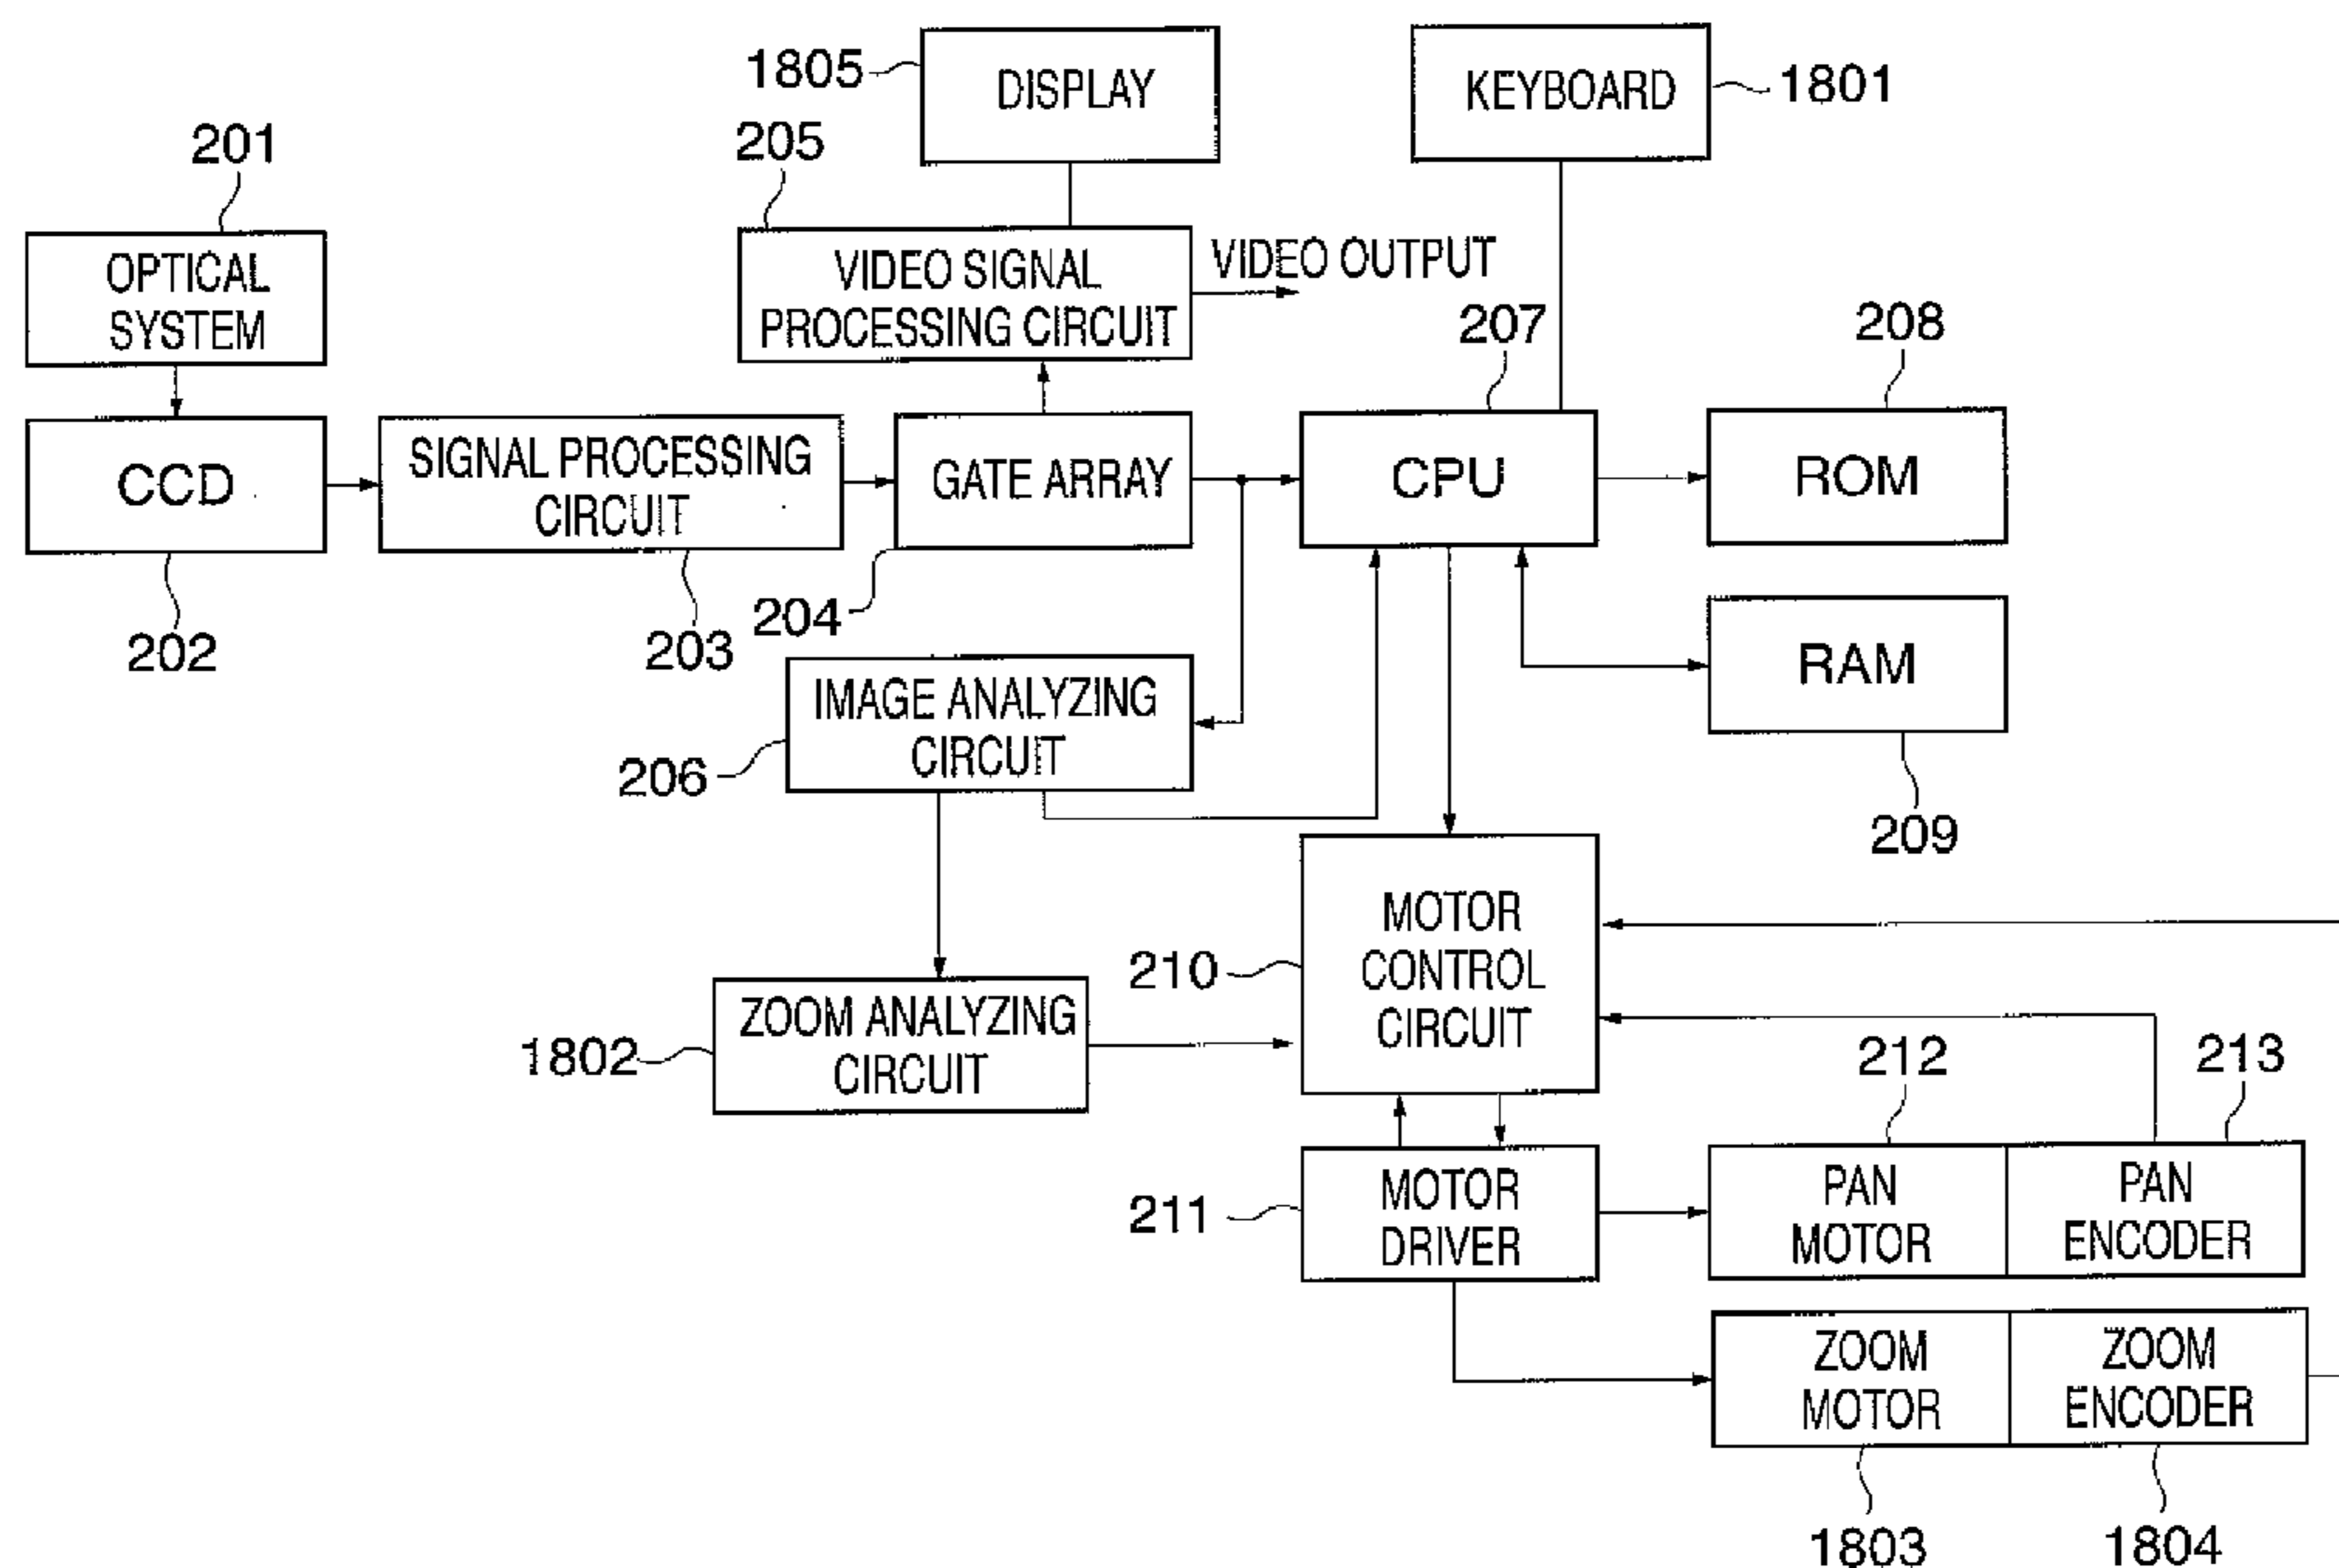 1805
DISPLAY
KEYBOARD
1801
201
205
OPTICAL
SYSTEM
VIDEO SIGNAL
PROCESSING CIRCUIT
VIDEO OUTPUT
207
208
CCD
SIGNAL PROCESSING
CIRCUIT
GATE ARRAY
CPU
ROM
202
203
204
IMAGE ANALYZING
CIRCUIT
206
RAM
209
MOTOR
CONTROL
CIRCUIT
210
ZOOM ANALYZING
CIRCUIT
1802
212
213
MOTOR
DRIVER
211
PAN
MOTOR
PAN
ENCODER
ZOOM
MOTOR
ZOOM
ENCODER
1803
1804